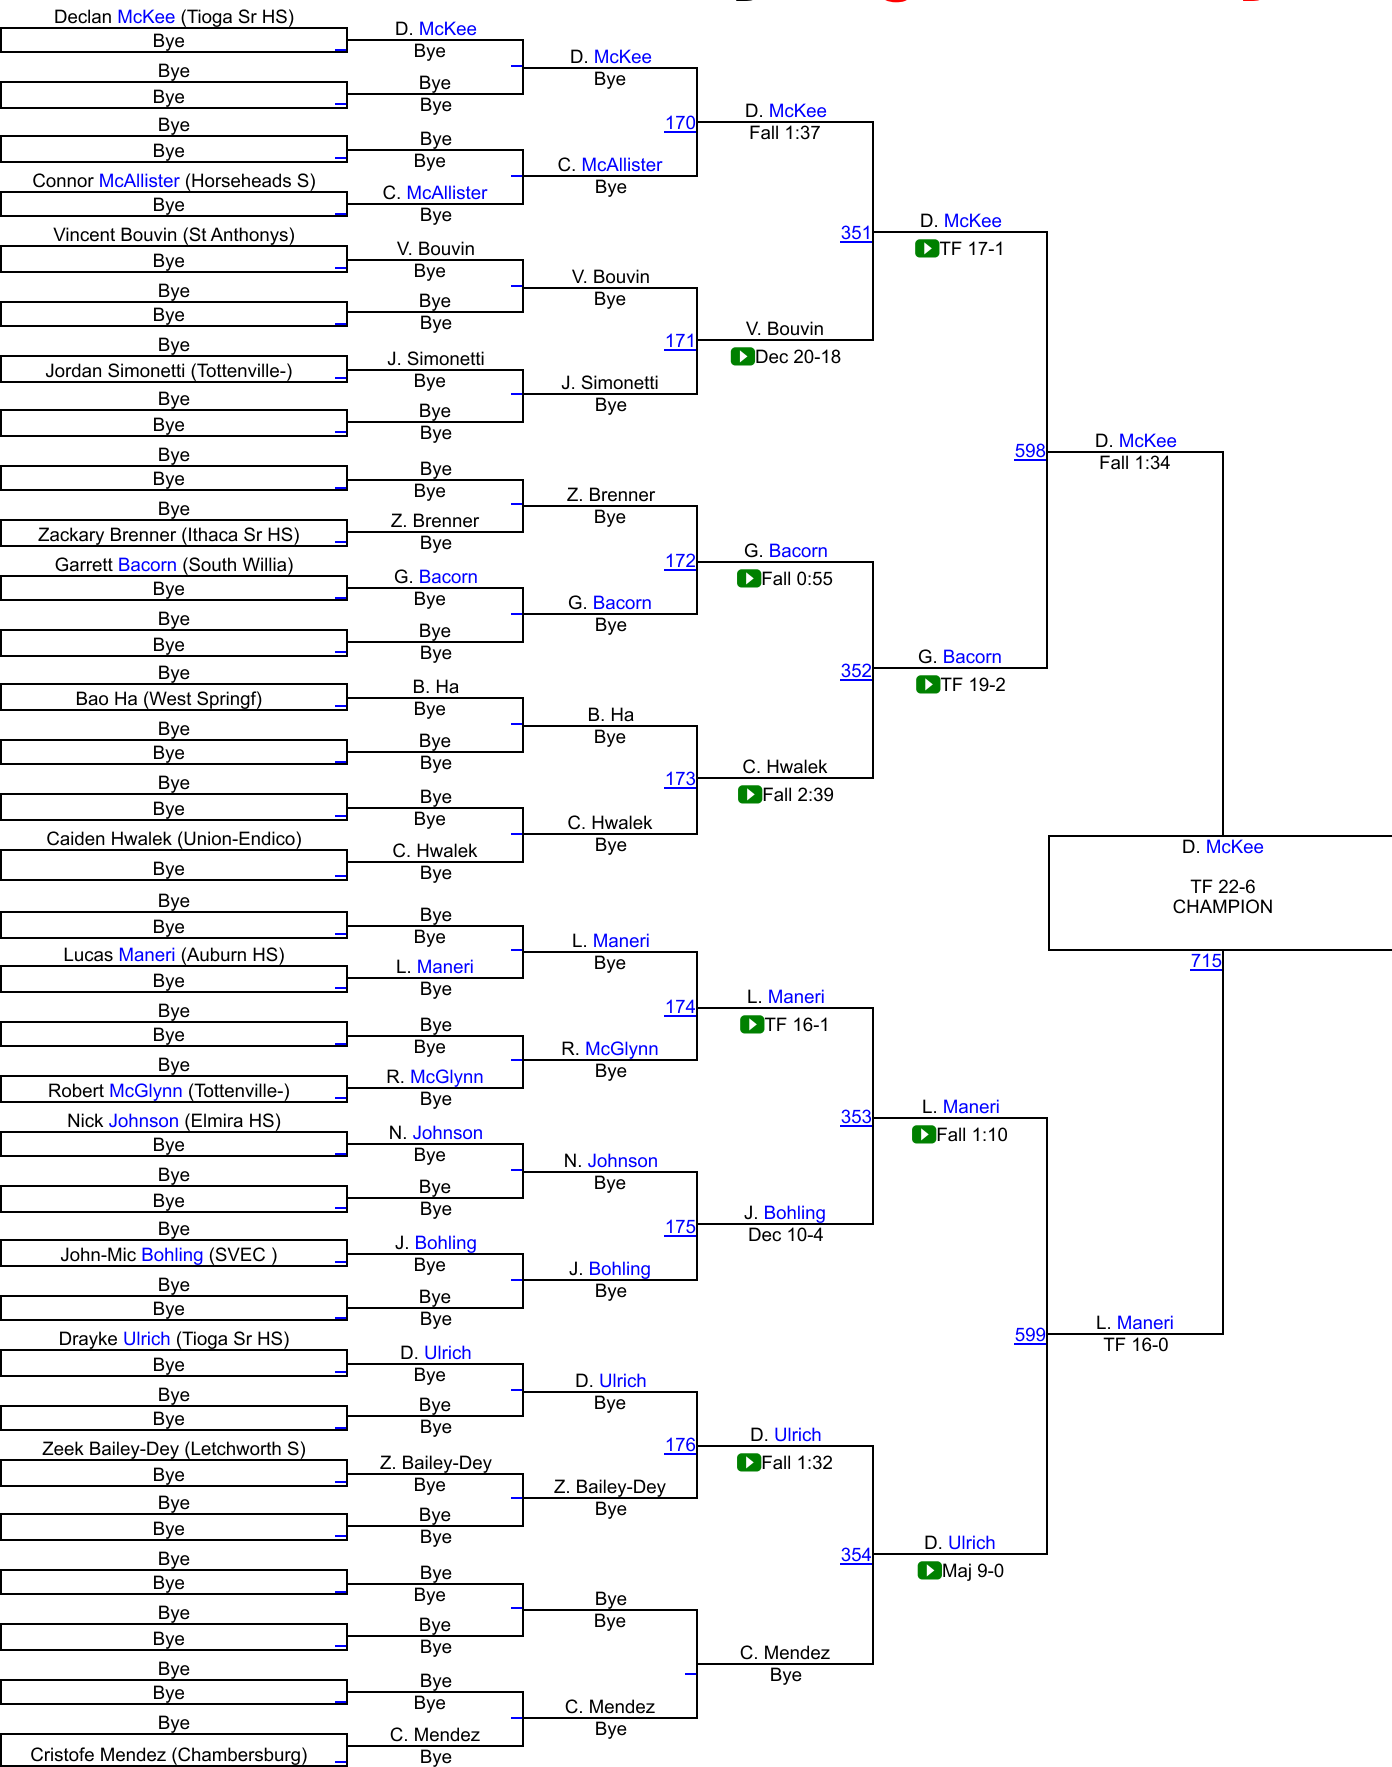 Declan McKee (Tioga Sr HS)
Bye
Bye
Bye
Bye
Bye
Connor McAllister (Horseheads S)
Bye
Vincent Bouvin (St Anthonys)
Bye
Bye
Bye
Bye
Jordan Simonetti (Tottenville-)
Bye
Bye
Bye
Bye
Bye
Zackary Brenner (Ithaca Sr HS)
Garrett Bacorn (South Willia)
Bye
Bye
Bye
Bye
Bao Ha (West Springf)
Bye
Bye
Bye
Bye
Caiden Hwalek (Union-Endico)
Bye
Bye
Bye
Lucas Maneri (Auburn HS)
Bye
Bye
Bye
Bye
Robert McGlynn (Tottenville-)
Nick Johnson (Elmira HS)
Bye
Bye
Bye
Bye
John-Mic Bohling (SVEC )
Bye
Bye
Drayke Ulrich (Tioga Sr HS)
Bye
Bye
Bye
Zeek Bailey-Dey (Letchworth S)
Bye
Bye
Bye
Bye
Bye
Bye
Bye
Bye
Bye
Bye
Cristofe Mendez (Chambersburg)
D. McKee
Bye
Bye
Bye
Bye
Bye
C. McAllister
Bye
V. Bouvin
Bye
Bye
Bye
J. Simonetti
Bye
Bye
Bye
Bye
Bye
Z. Brenner
Bye
G. Bacorn
Bye
Bye
Bye
B. Ha
Bye
Bye
Bye
Bye
Bye
C. Hwalek
Bye
Bye
Bye
L. Maneri
Bye
Bye
Bye
R. McGlynn
Bye
N. Johnson
Bye
Bye
Bye
J. Bohling
Bye
Bye
Bye
D. Ulrich
Bye
Bye
Bye
Z. Bailey-Dey
Bye
Bye
Bye
Bye
Bye
Bye
Bye
Bye
Bye
C. Mendez
Bye
D. McKee
Bye
170
C. McAllister
Bye
V. Bouvin
Bye
171
J. Simonetti
Bye
Z. Brenner
Bye
172
G. Bacorn
Bye
B. Ha
Bye
173
C. Hwalek
Bye
L. Maneri
Bye
174
R. McGlynn
Bye
N. Johnson
Bye
175
J. Bohling
Bye
D. Ulrich
Bye
176
Z. Bailey-Dey
Bye
Bye
Bye
C. Mendez
Bye
D. McKee
Fall 1:37
351
V. Bouvin
Dec 20-18
G. Bacorn
Fall 0:55
352
C. Hwalek
Fall 2:39
L. Maneri
TF 16-1
353
J. Bohling
Dec 10-4
D. Ulrich
Fall 1:32
354
C. Mendez
Bye
D. McKee
TF 17-1
598
G. Bacorn
TF 19-2
L. Maneri
Fall 1:10
599
D. Ulrich
Maj 9-0
D. McKee
Fall 1:34
L. Maneri
TF 16-0
D. McKee
TF 22-6
CHAMPION
715